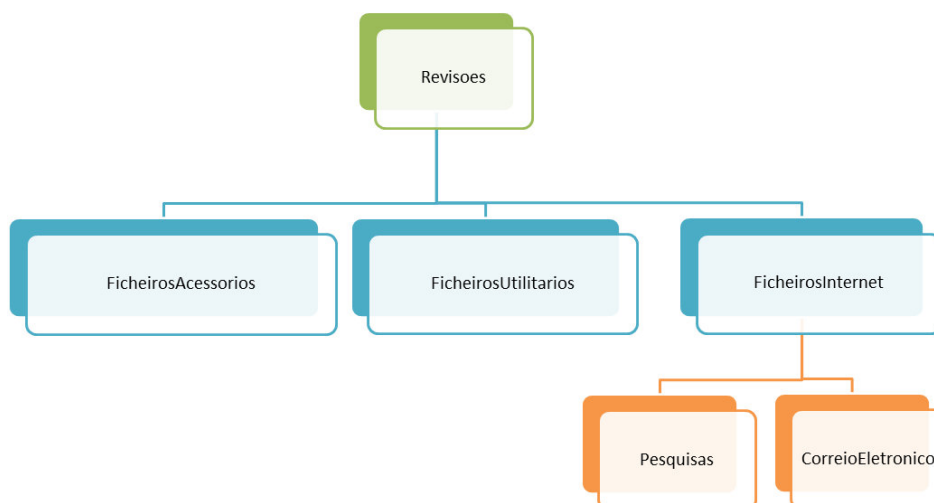 Revisoes
FicheirosAcessorios
FicheirosUtilitarios
FicheirosInternet
Pesquisas
CorreioEletronico